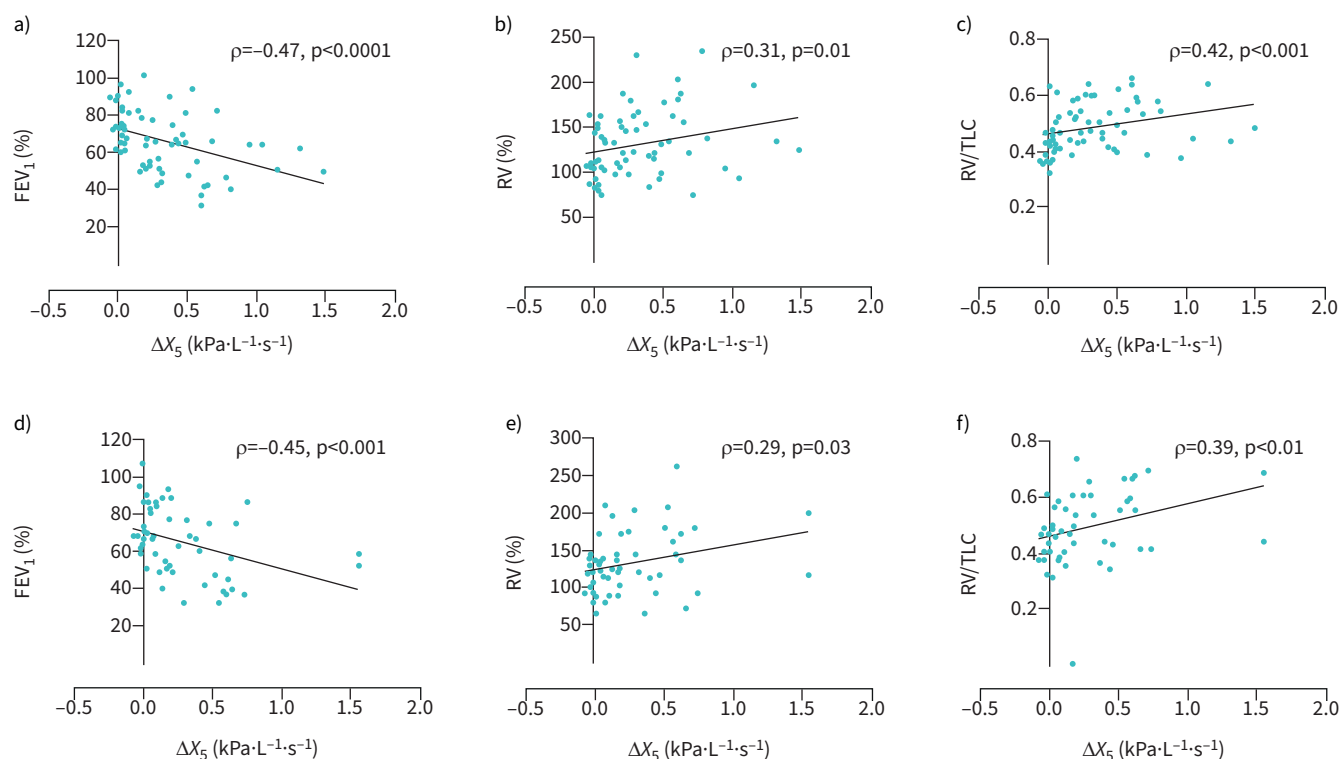 a)
120
100
80
60
40
20
FEV₁ (%)
ρ=–0.47, p<0.0001
–0.5
0.0
0.5
1.0
1.5
2.0
ΔX₅ (kPa·L⁻¹·s⁻¹)
b)
250
200
150
100
50
RV (%)
ρ=0.31, p=0.01
–0.5
0.0
0.5
1.0
1.5
2.0
ΔX₅ (kPa·L⁻¹·s⁻¹)
c)
0.8
0.6
0.4
0.2
RV/TLC
ρ=0.42, p<0.001
–0.5
0.0
0.5
1.0
1.5
2.0
ΔX₅ (kPa·L⁻¹·s⁻¹)
d)
120
100
80
60
40
20
FEV₁ (%)
ρ=–0.45, p<0.001
–0.5
0.0
0.5
1.0
1.5
2.0
ΔX₅ (kPa·L⁻¹·s⁻¹)
e)
300
250
200
150
100
50
RV (%)
ρ=0.29, p=0.03
–0.5
0.0
0.5
1.0
1.5
2.0
ΔX₅ (kPa·L⁻¹·s⁻¹)
f)
0.8
0.6
0.4
0.2
RV/TLC
ρ=0.39, p<0.01
–0.5
0.0
0.5
1.0
1.5
2.0
ΔX₅ (kPa·L⁻¹·s⁻¹)